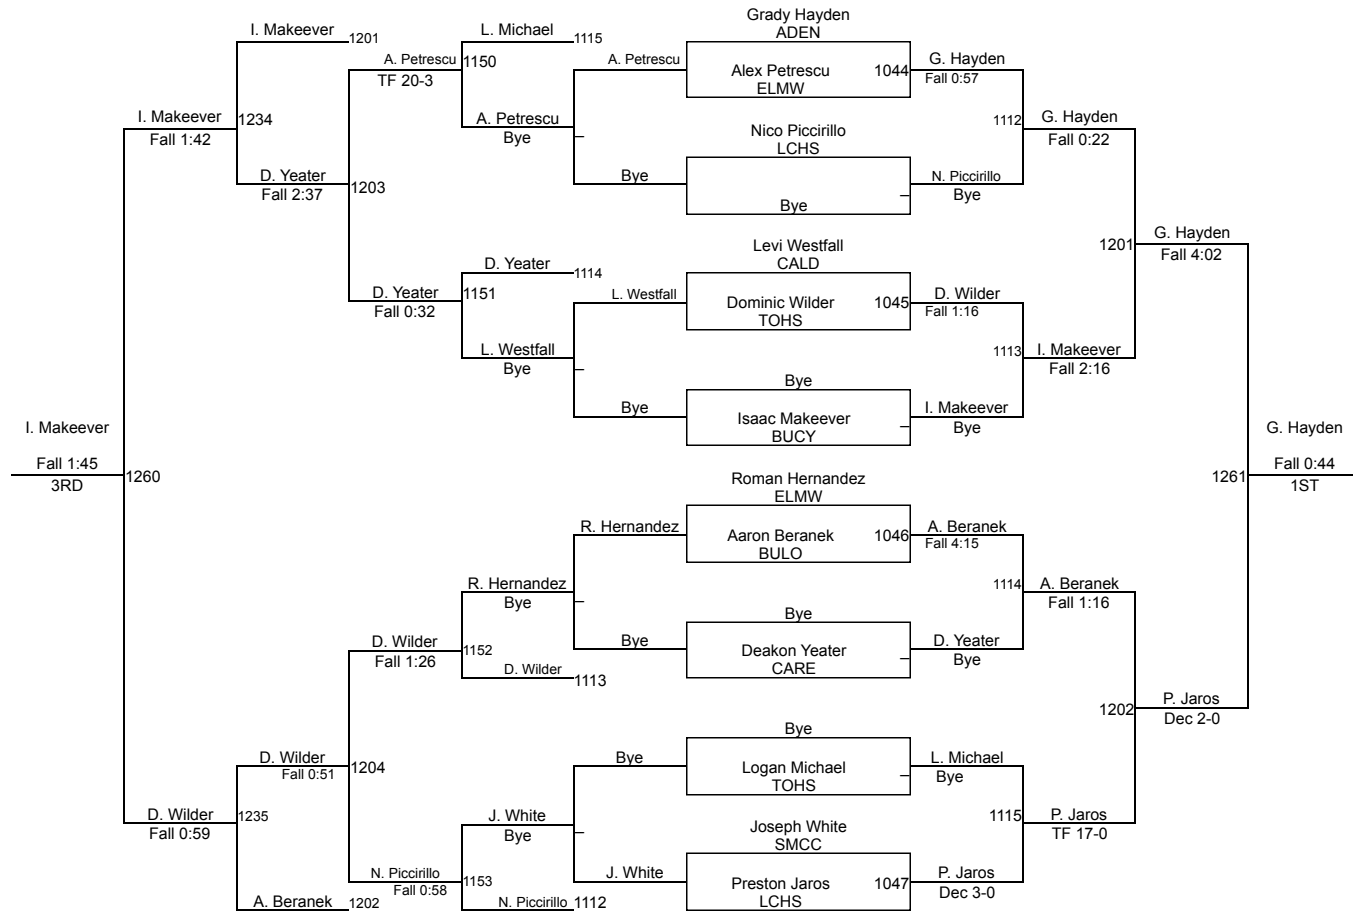 Grady Hayden
ADEN
I. Makeever
L. Michael
1201
1115
A. Petrescu
1150
A. Petrescu
Alex Petrescu
1044
G. Hayden
TF 20-3
ELMW
Fall 0:57
I. Makeever
1234
A. Petrescu
Nico Piccirillo
1112
G. Hayden
Fall 1:42
Bye
LCHS
Fall 0:22
D. Yeater
1203
Bye
N. Piccirillo
Fall 2:37
Bye
Bye
Levi Westfall
1201
G. Hayden
D. Yeater
1114
CALD
Fall 4:02
D. Yeater
1151
L. Westfall
Dominic Wilder
1045
D. Wilder
Fall 0:32
TOHS
Fall 1:16
L. Westfall
1113
I. Makeever
Bye
Bye
Fall 2:16
Bye
Isaac Makeever
I. Makeever
BUCY
Bye
I. Makeever
G. Hayden
Fall 1:45
1260
1261
Fall 0:44
3RD
1ST
Roman Hernandez
ELMW
R. Hernandez
Aaron Beranek
1046
A. Beranek
BULO
Fall 4:15
R. Hernandez
1114
A. Beranek
Bye
Bye
Fall 1:16
D. Wilder
1152
Bye
Deakon Yeater
D. Yeater
Fall 1:26
D. Wilder
1113
CARE
Bye
1202
P. Jaros
Dec 2-0
Bye
D. Wilder
1204
Bye
Logan Michael
L. Michael
Fall 0:51
TOHS
Bye
D. Wilder
1235
J. White
1115
P. Jaros
Fall 0:59
Bye
Joseph White
TF 17-0
SMCC
N. Piccirillo
1153
J. White
Preston Jaros
1047
P. Jaros
Fall 0:58
Dec 3-0
A. Beranek
1202
N. Piccirillo
1112
LCHS